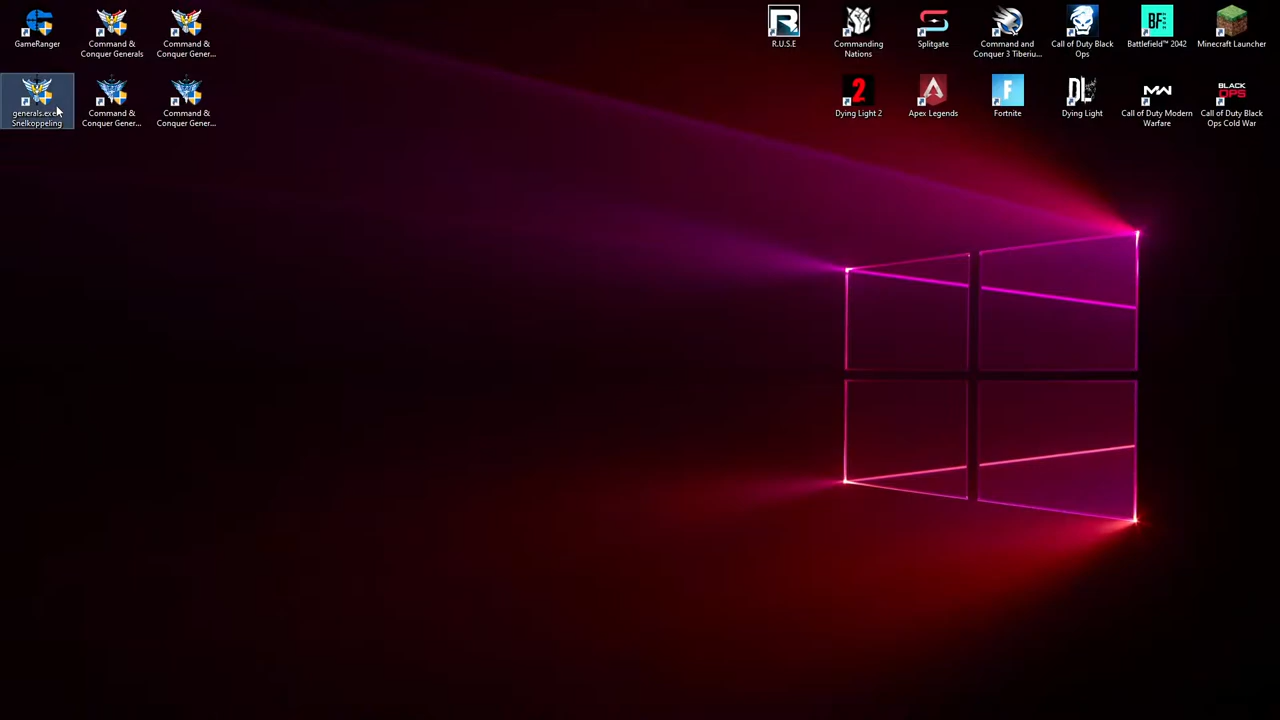 GameRanger
Command &
Conquer Generals
Command &
Conquer Gener...
R.U.S.E
Commanding
Nations
Splitgate
Command and
Conquer 3 Tiberiu...
Call of Duty Black
Ops
BF
Battlefield™ 2042
Minecraft Launcher
generals.exe
Snelkoppeling
Command &
Conquer Gener...
Command &
Conquer Gener...
2
Dying Light 2
Apex Legends
F
Fortnite
DL
Dying Light
MW
Call of Duty Modern
Warfare
BLACK
OPS
Call of Duty Black
Ops Cold War